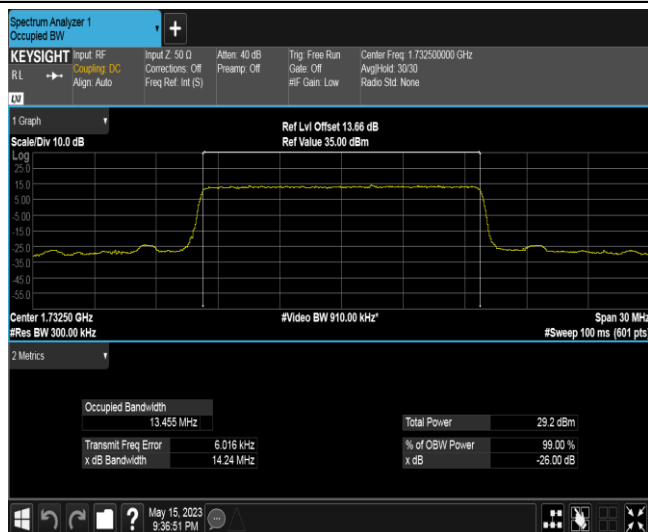 Spectrum Analyzer 1
Occupied BW
+
KEYSIGHT
RL
LXI
Input: RF
Coupling: DC
Align: Auto
Input Z: 50 Ω
Corrections: Off
Freq Ref: Int (S)
Atten: 40 dB
Preamp: Off
Trig: Free Run
Gate: Off
#IF Gain: Low
Center Freq: 1.732500000 GHz
Avg|Hold: 30/30
Radio Std: None
1 Graph
Scale/Div 10.0 dB
Ref Lvl Offset 13.66 dB
Ref Value 35.00 dBm
Log
25.0
15.0
5.00
-5.00
-15.0
-25.0
-35.0
-45.0
-55.0
Center 1.73250 GHz
#Video BW 910.00 kHz*
Span 30 MHz
#Res BW 300.00 kHz
#Sweep 100 ms (601 pts)
2 Metrics
Occupied Bandwidth
13.455 MHz
Transmit Freq Error 6.016 kHz
x dB Bandwidth 14.24 MHz
Total Power 29.2 dBm
% of OBW Power 99.00 %
x dB -26.00 dB
?
May 15, 2023
9:36:51 PM